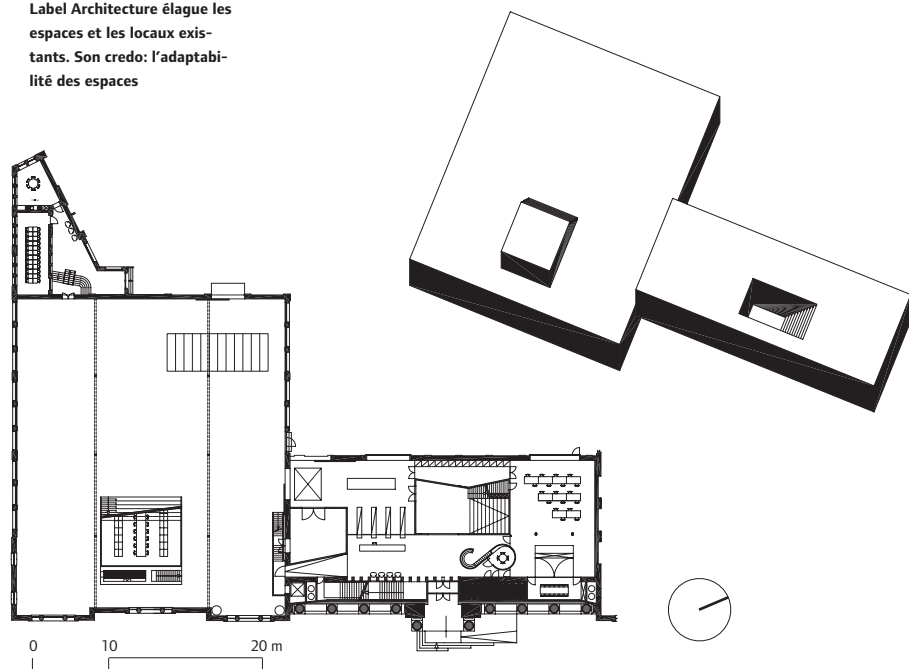 Label Architecture élague les
espaces et les locaux exis-
tants. Son credo: l’adaptabi-
lité des espaces
0 10 20 m